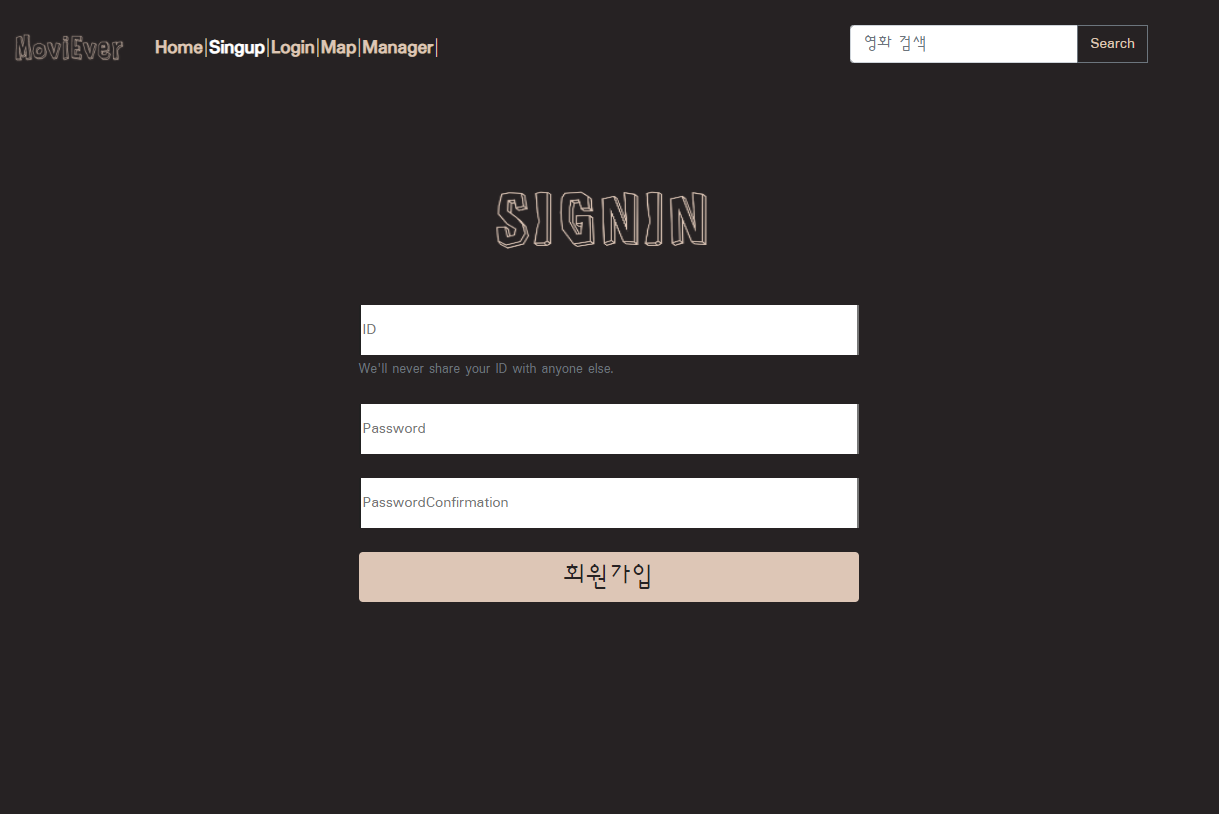 MoviEver
Home|Singup|Login|Map|Manager|
영화 검색
Search
SIGNIN
ID
We'll never share your ID with anyone else.
Password
PasswordConfirmation
회원가입